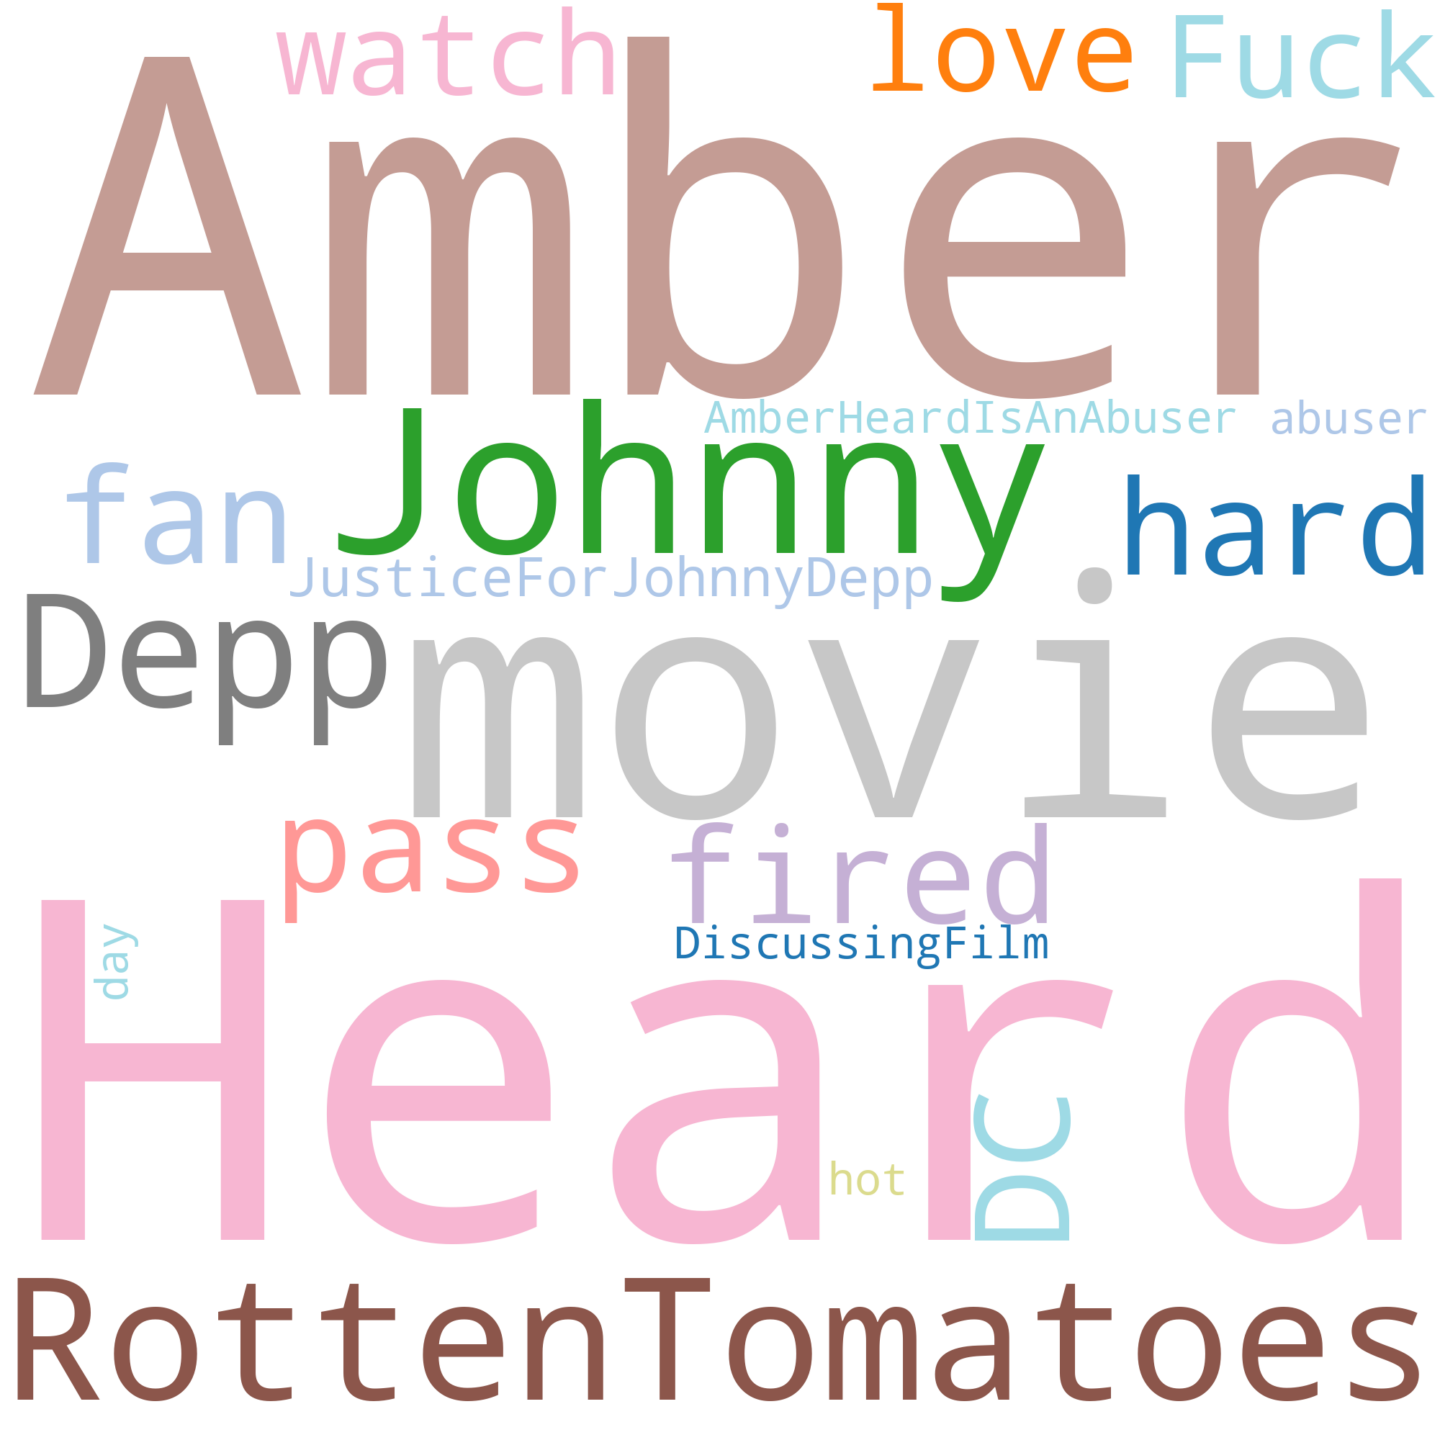 watch
love
Fuck
Amber
AmberHeardIsAnAbuser
abuser
Johnny
fan
hard
JusticeForJohnnyDepp
Depp
movie
pass
fired
DiscussingFilm
day
Heard
DC
hot
RottenTomatoes